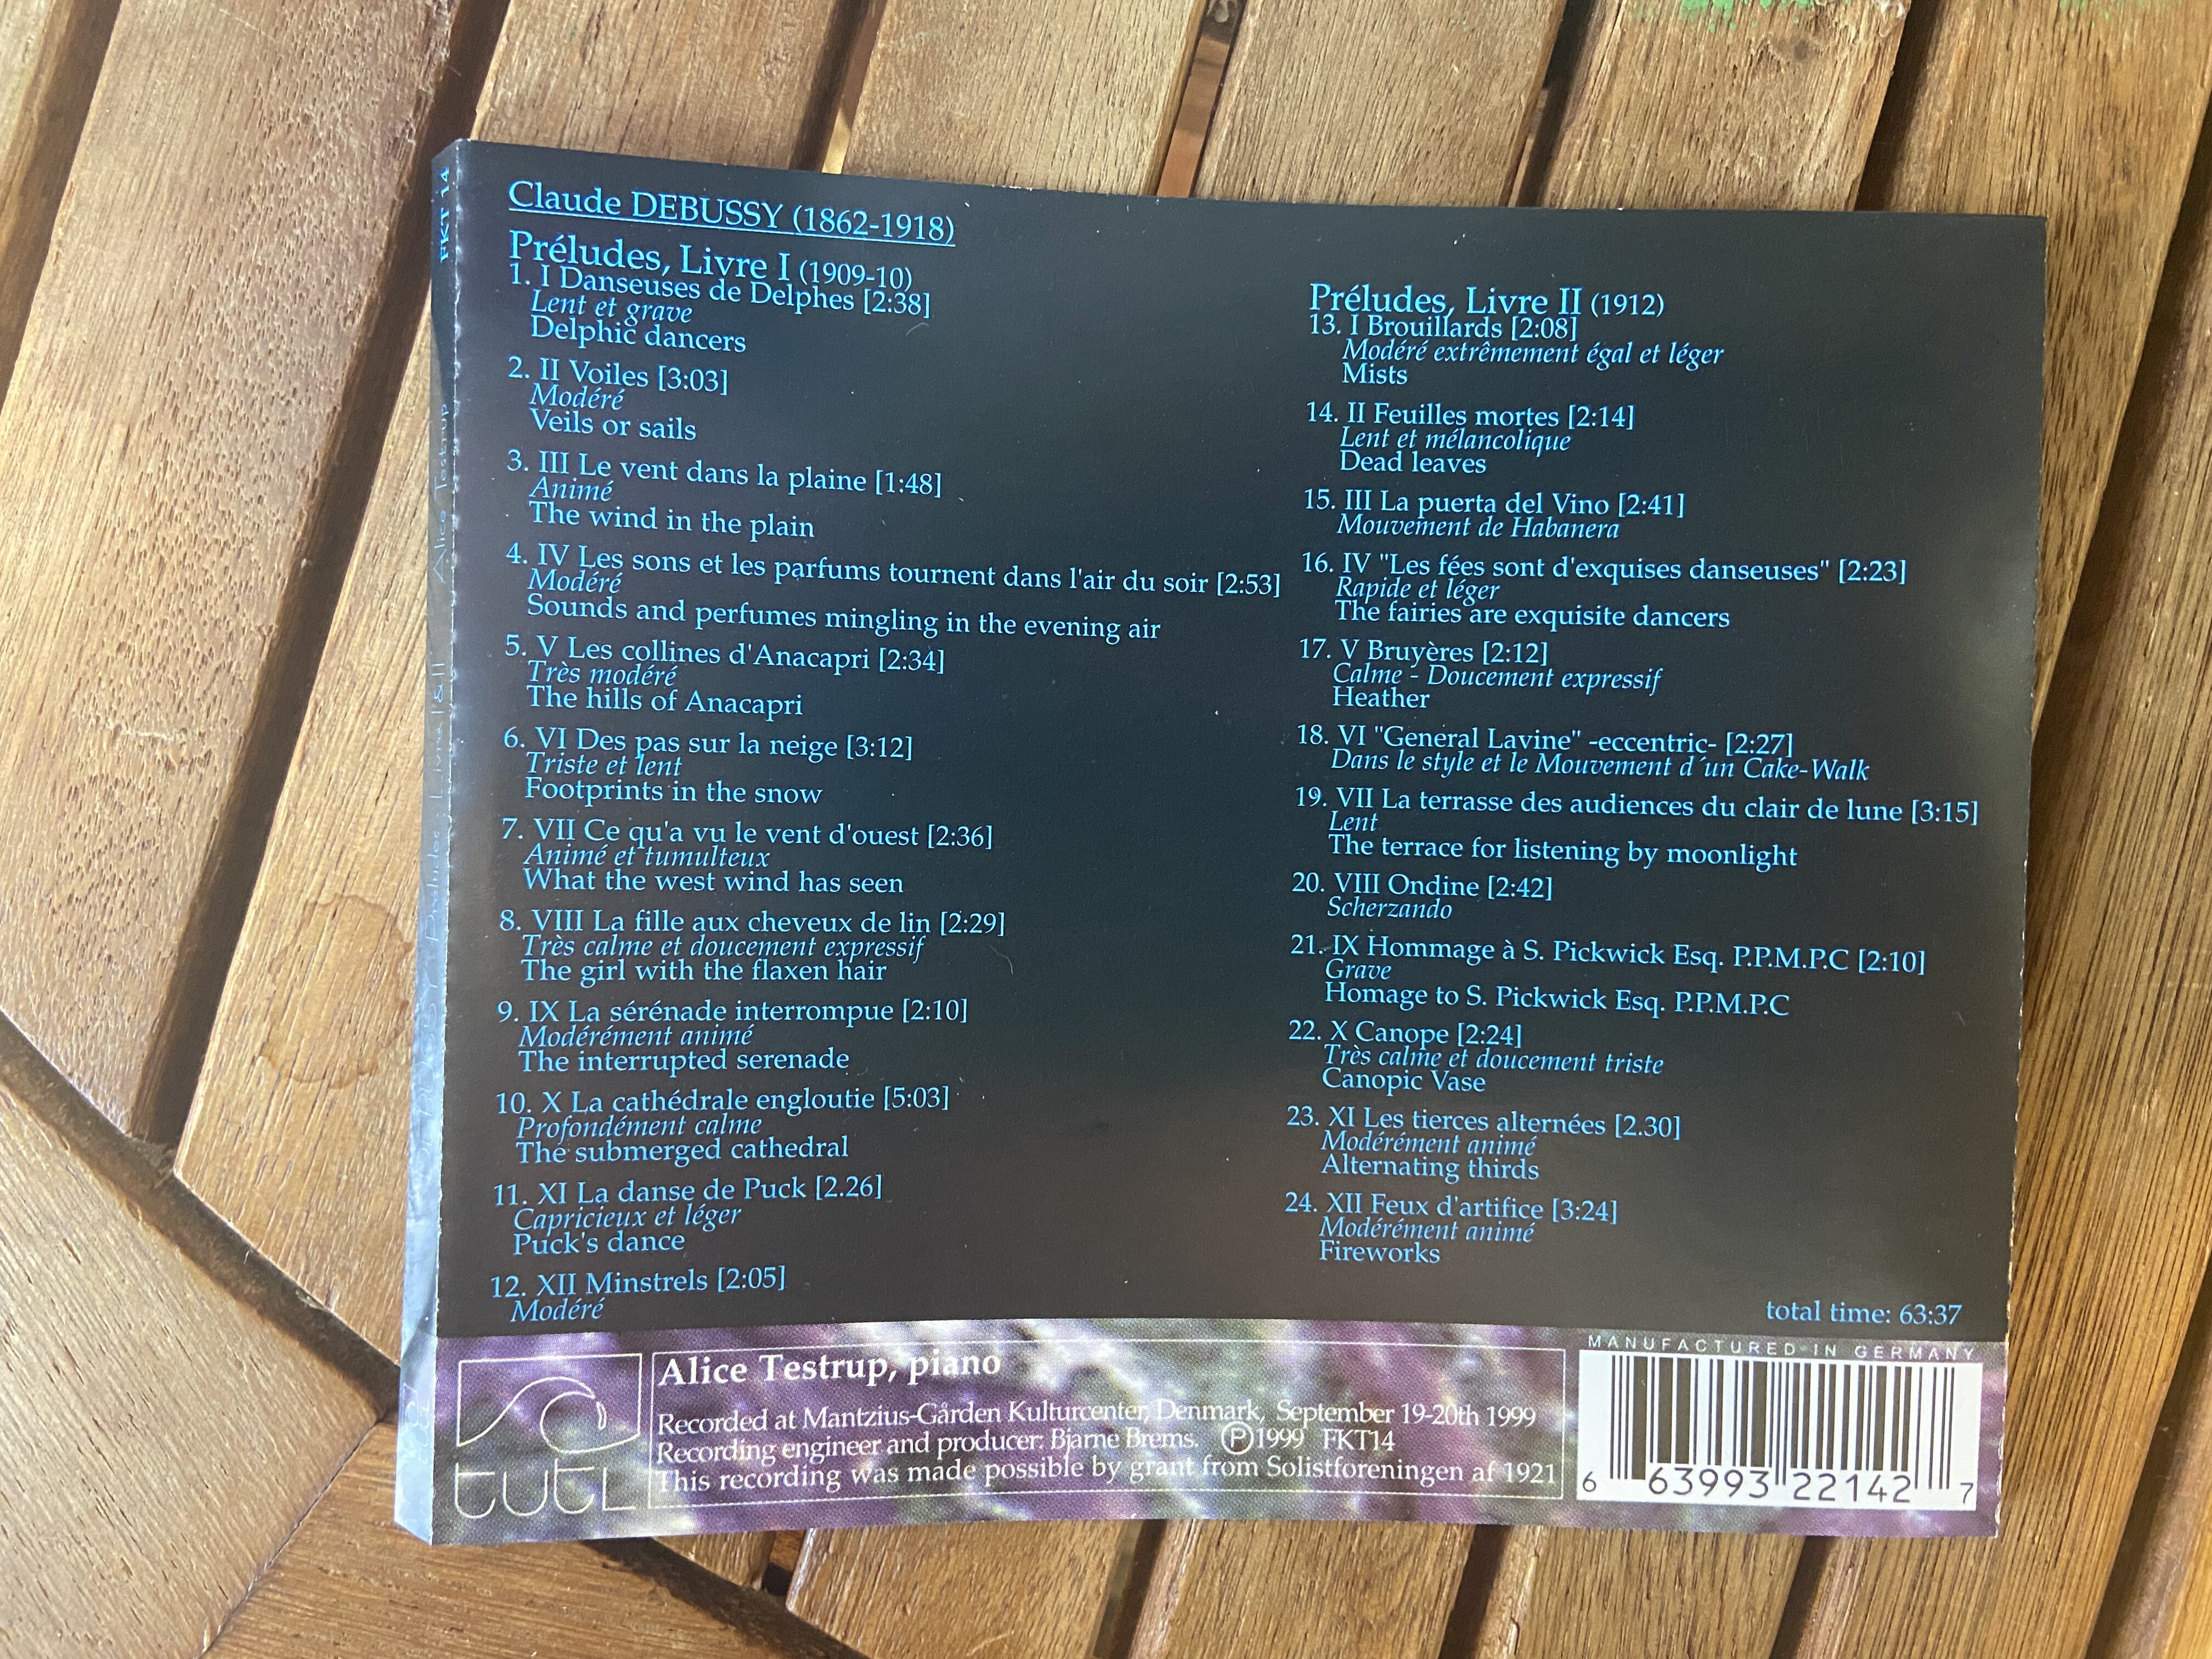 Claude DEBUSSY (1862-1918)
Préludes, Livre I (1909-10)
1. I Danseuses de Delphes [2:38]
Lent et grave
Delphic dancers
2. II Voiles [3:03]
Modéré
Veils or sails
3. III Le vent dans la plaine [1:48]
Animé
The wind in the plain
4. IV Les sons et les parfums tournent dans l'air du soir [2:53]
Modéré
Sounds and perfumes mingling in the evening air
5. V Les collines d'Anacapri [2:34]
Très modéré
The hills of Anacapri
6. VI Des pas sur la neige [3:12]
Triste et lent
Footprints in the snow
7. VII Ce qu'a vu le vent d'ouest [2:36]
Animé et tumulteux
What the west wind has seen
8. VIII La fille aux cheveux de lin [2:29]
Très calme et doucement expressif
The girl with the flaxen hair
9. IX La sérénade interrompue [2:10]
Modérément animé
The interrupted serenade
10. X La cathédrale engloutie [5:03]
Profondément calme
The submerged cathedral
11. XI La danse de Puck [2.26]
Capricieux et léger
Puck's dance
12. XII Minstrels [2:05]
Modéré
Préludes, Livre II (1912)
13. I Brouillards [2:08]
Modéré extrêmement égal et léger
Mists
14. II Feuilles mortes [2:14]
Lent et mélancolique
Dead leaves
15. III La puerta del Vino [2:41]
Mouvement de Habanera
16. IV "Les fées sont d'exquises danseuses" [2:23]
Rapide et léger
The fairies are exquisite dancers
17. V Bruyères [2:12]
Calme - Doucement expressif
Heather
18. VI "General Lavine" -eccentric- [2:27]
Dans le style et le Mouvement d´un Cake-Walk
19. VII La terrasse des audiences du clair de lune [3:15]
Lent
The terrace for listening by moonlight
20. VIII Ondine [2:42]
Scherzando
21. IX Hommage à S. Pickwick Esq. P.P.M.P.C [2:10]
Grave
Homage to S. Pickwick Esq. P.P.M.P.C
22. X Canope [2:24]
Très calme et doucement triste
Canopic Vase
23. XI Les tierces alternées [2.30]
Modérément animé
Alternating thirds
24. XII Feux d'artifice [3:24]
Modérément animé
Fireworks
total time: 63:37
MANUFACTURED IN GERMANY
6 63993 22142 7
tutl
Alice Testrup, piano
Recorded at Mantzius-Gården Kulturcenter, Denmark, September 19-20th 1999
Recording engineer and producer: Bjarne Brems. Ⓟ1999 FKT14
This recording was made possible by grant from Solistforeningen af 1921
FKT 14
Alice Testrup
DEBUSSY Préludes, Livre I & II